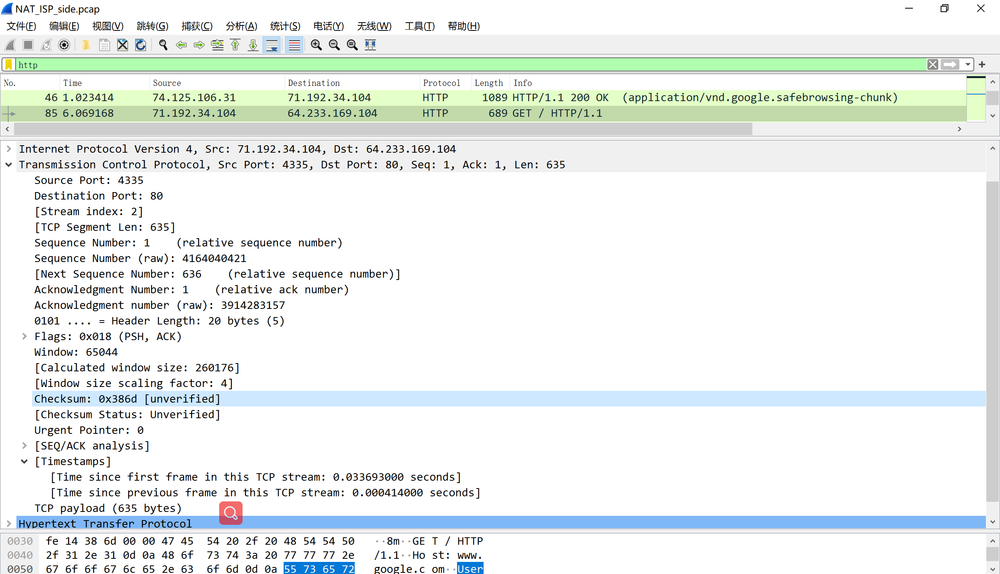 NAT_ISP_side.pcap
文件(F) 编辑(E) 视图(V) 跳转(G) 捕获(C) 分析(A) 统计(S) 电话(Y) 无线(W) 工具(T) 帮助(H)
http
No. Time Source Destination Protocol Length Info
46 1.023414 74.125.106.31 71.192.34.104 HTTP 1089 HTTP/1.1 200 OK (application/vnd.google.safebrowsing-chunk)
85 6.069168 71.192.34.104 64.233.169.104 HTTP 689 GET / HTTP/1.1
Internet Protocol Version 4, Src: 71.192.34.104, Dst: 64.233.169.104
Transmission Control Protocol, Src Port: 4335, Dst Port: 80, Seq: 1, Ack: 1, Len: 635
Source Port: 4335
Destination Port: 80
[Stream index: 2]
[TCP Segment Len: 635]
Sequence Number: 1 (relative sequence number)
Sequence Number (raw): 4164040421
[Next Sequence Number: 636 (relative sequence number)]
Acknowledgment Number: 1 (relative ack number)
Acknowledgment number (raw): 3914283157
0101 .... = Header Length: 20 bytes (5)
Flags: 0x018 (PSH, ACK)
Window: 65044
[Calculated window size: 260176]
[Window size scaling factor: 4]
Checksum: 0x386d [unverified]
[Checksum Status: Unverified]
Urgent Pointer: 0
[SEQ/ACK analysis]
[Timestamps]
[Time since first frame in this TCP stream: 0.033693000 seconds]
[Time since previous frame in this TCP stream: 0.000414000 seconds]
TCP payload (635 bytes)
Hypertext Transfer Protocol
0030 fe 14 38 6d 00 00 47 45 54 20 2f 20 48 54 54 50 ··8m··GE T / HTTP
0040 2f 31 2e 31 0d 0a 48 6f 73 74 3a 20 77 77 77 2e /1.1··Ho st: www.
0050 67 6f 6f 67 6c 65 2e 63 6f 6d 0d 0a 55 73 65 72 google.c om··User